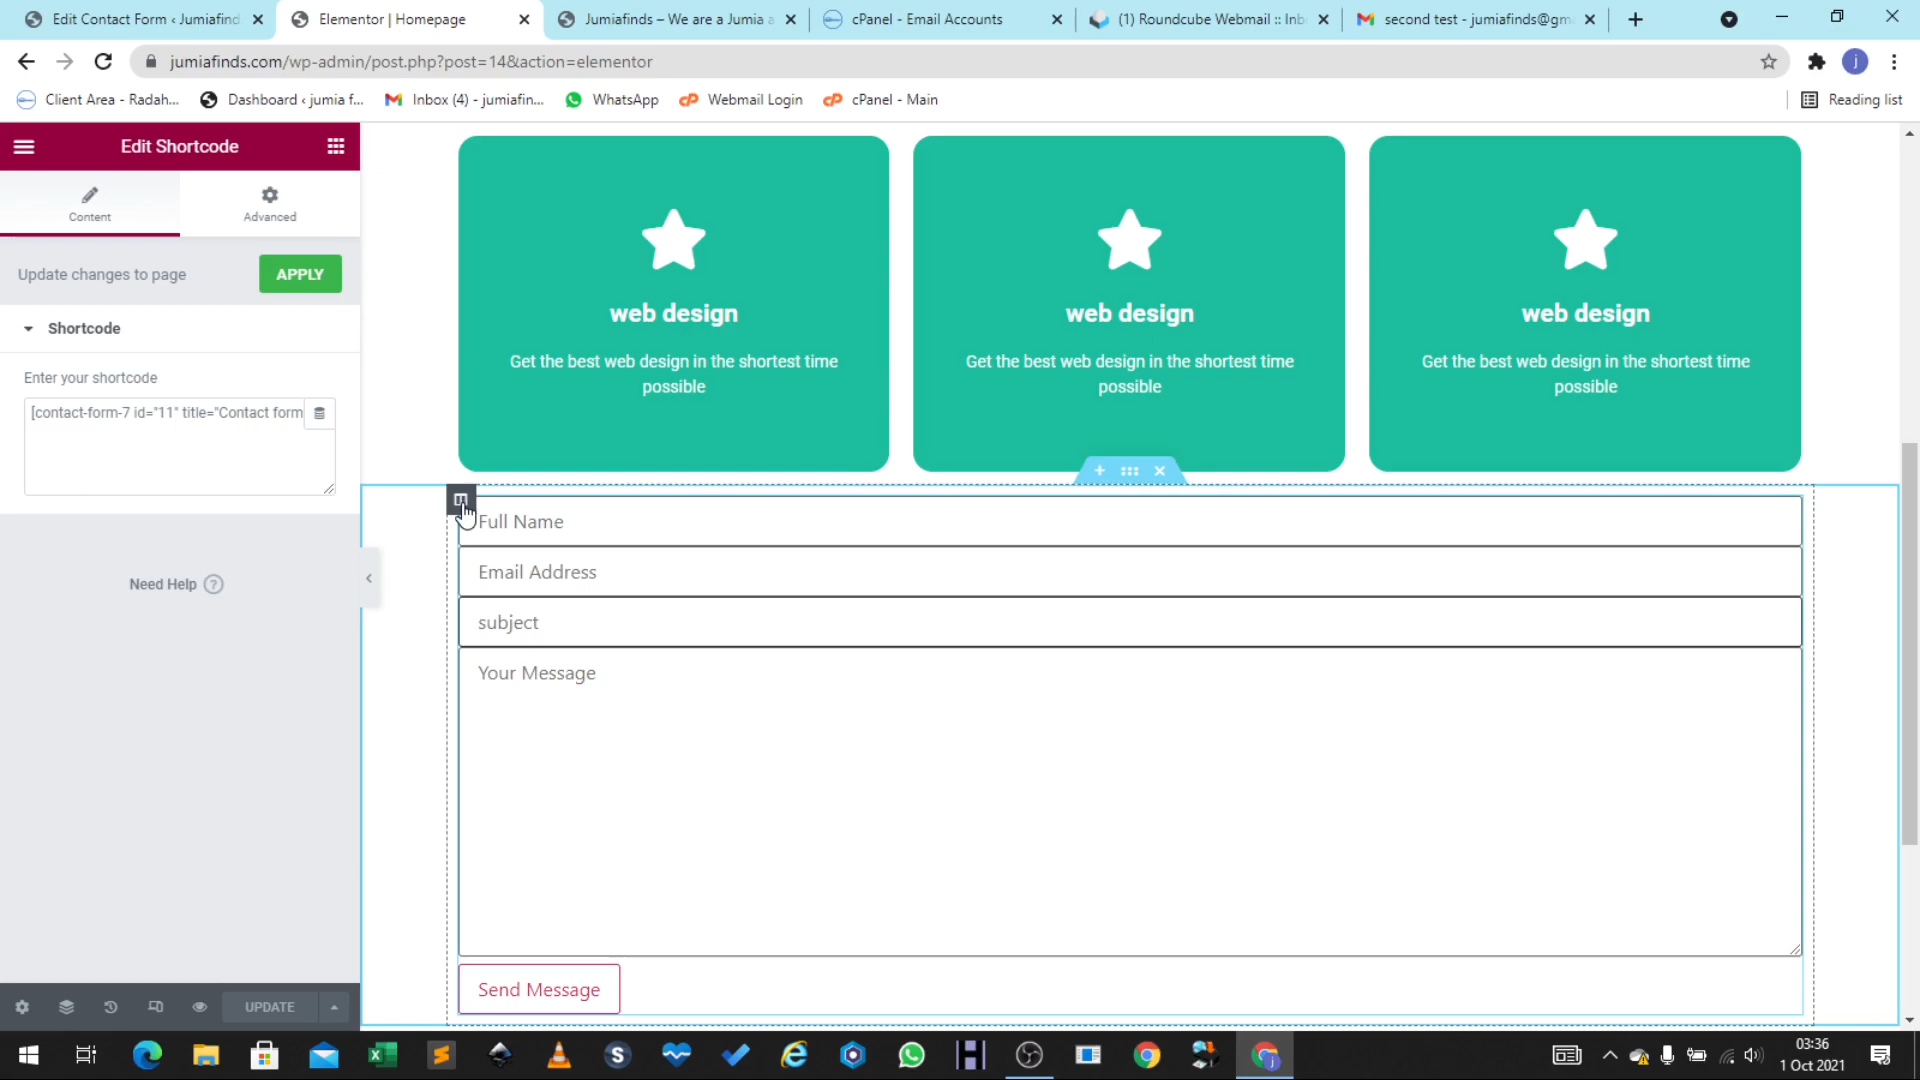 Edit Contact Form ‹ Jumiafind
Elementor | Homepage
Jumiafinds – We are a Jumia a
cPanel - Email Accounts
(1) Roundcube Webmail :: Inb
second test - jumiafinds@gm
jumiafinds.com/wp-admin/post.php?post=14&action=elementor
j
Client Area - Radah...
Dashboard ‹ jumia f...
Inbox (4) - jumiafin...
WhatsApp
Webmail Login
cPanel - Main
Reading list
Edit Shortcode
Content
Advanced
Update changes to page
APPLY
Shortcode
Enter your shortcode
[contact-form-7 id="11" title="Contact form
Need Help ?
UPDATE
web design
Get the best web design in the shortest time
possible
web design
Get the best web design in the shortest time
possible
web design
Get the best web design in the shortest time
possible
Full Name
Email Address
subject
Your Message
Send Message
03:36
1 Oct 2021